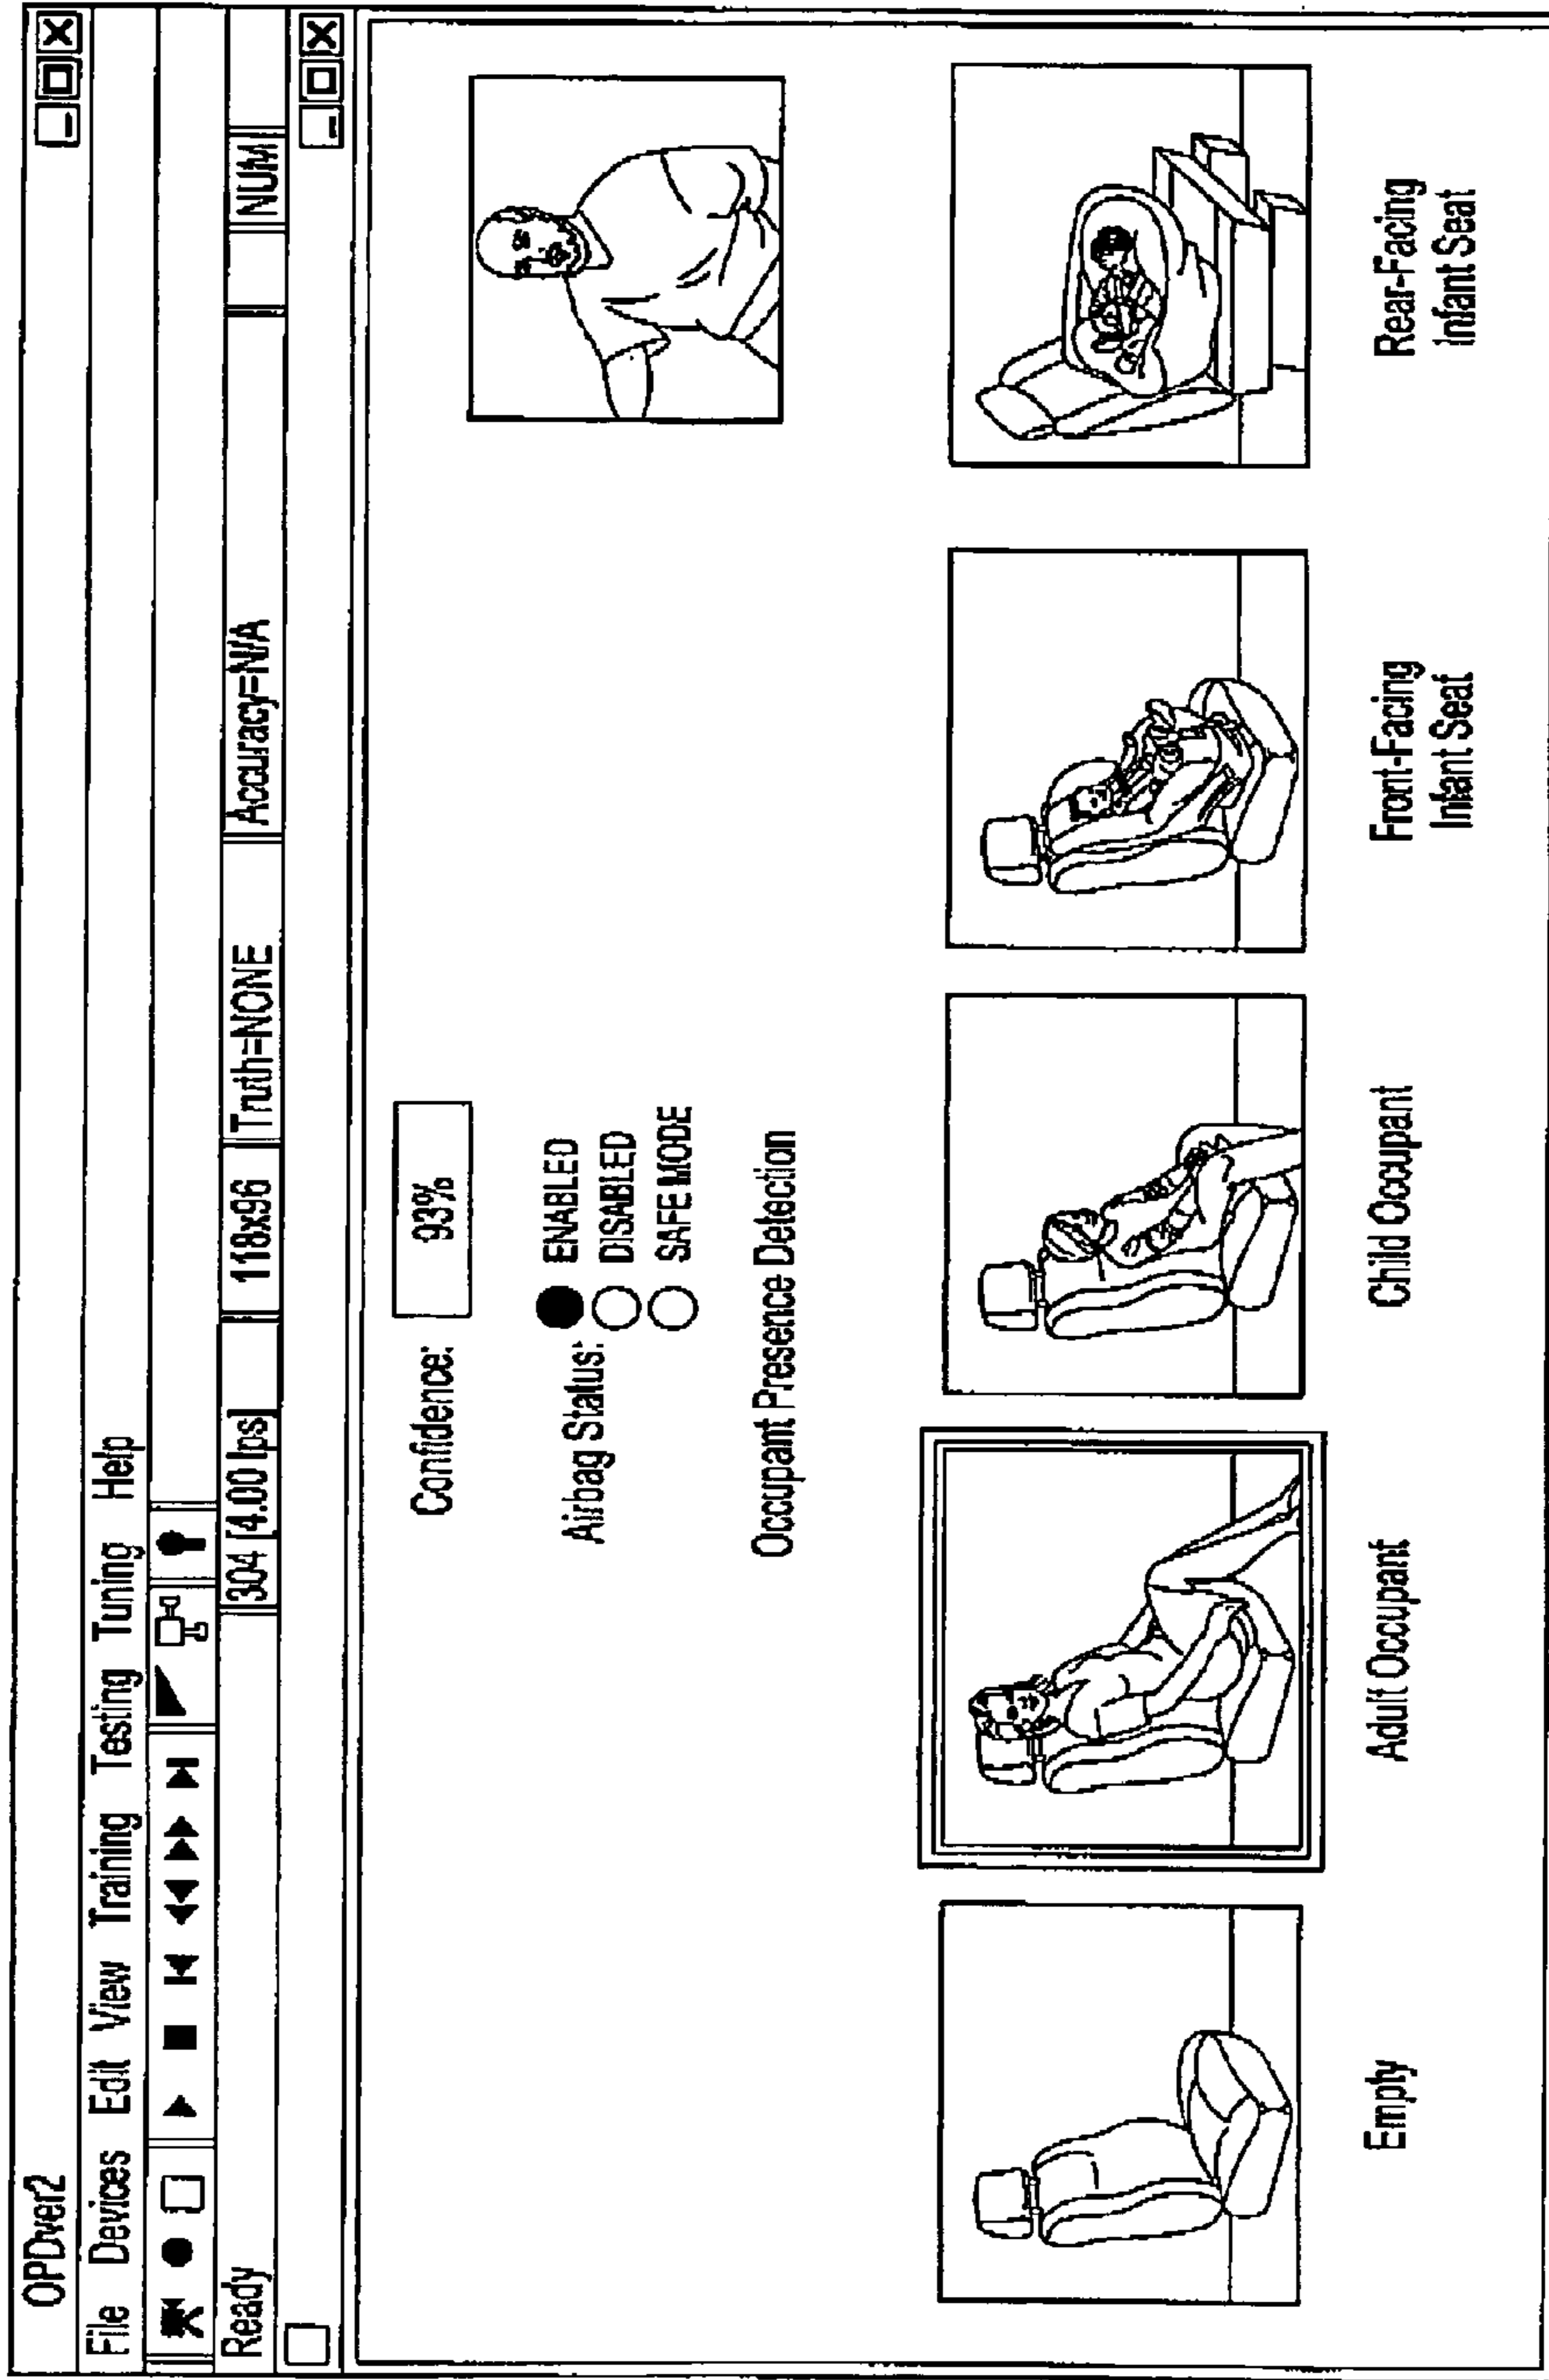 OPDver2
File Devices Edit View Training Testing Tuning Help
Ready 304 [4.00 Ips] 118x96 Truth=NONE Accuracy=N/A NUM
Confidence: 93%
Airbag Status: ENABLED
DISABLED
SAFE MODE
Occupant Presence Detection
Empty Adult Occupant Child Occupant Front-Facing Rear-Facing
Infant Seat Infant Seat